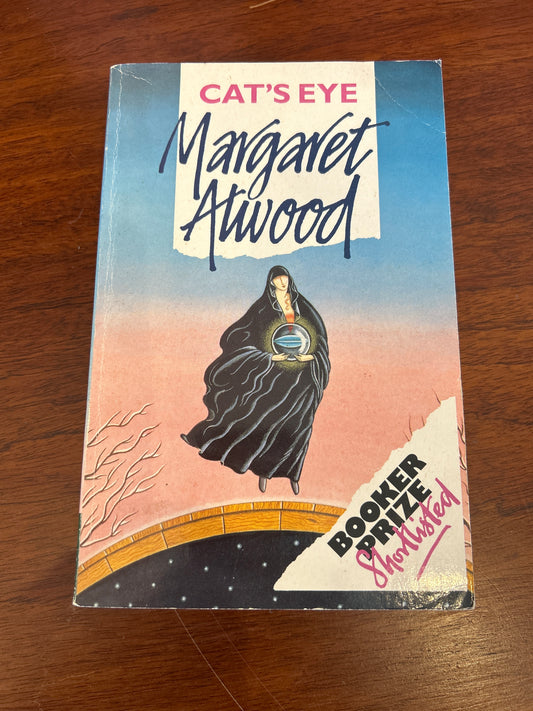 CAT'S EYE
Margaret
Atwood
BOOKER
PRIZE
Shortlisted